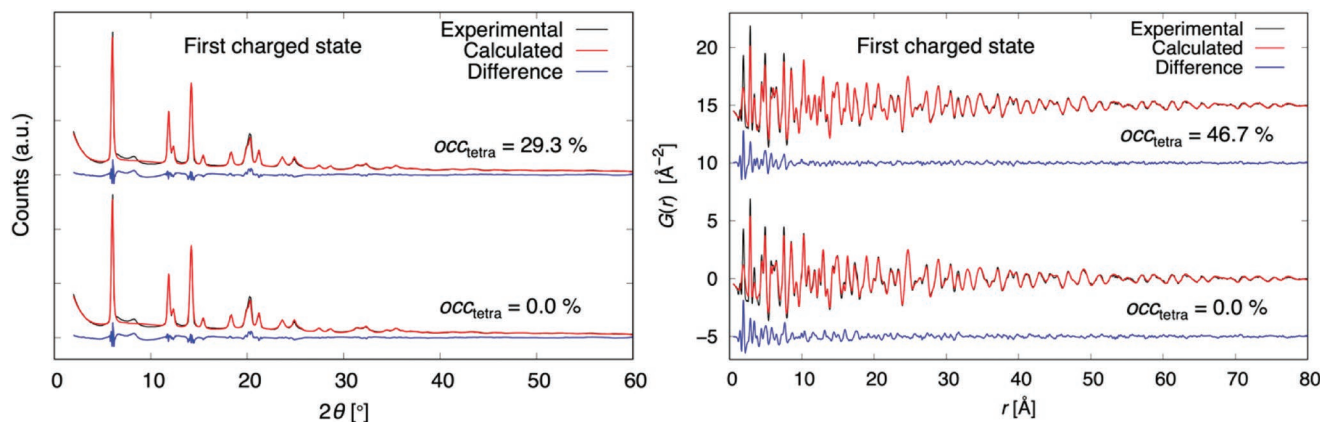 First charged state
Experimental
Calculated
Difference
occtetra = 29.3 %
occtetra = 0.0 %
Counts (a.u.)
0 10 20 30 40 50 60
2θ [°]
First charged state
Experimental
Calculated
Difference
occtetra = 46.7 %
occtetra = 0.0 %
G(r) [Å⁻²]
20
15
10
5
0
−5
0 10 20 30 40 50 60 70 80
r [Å]